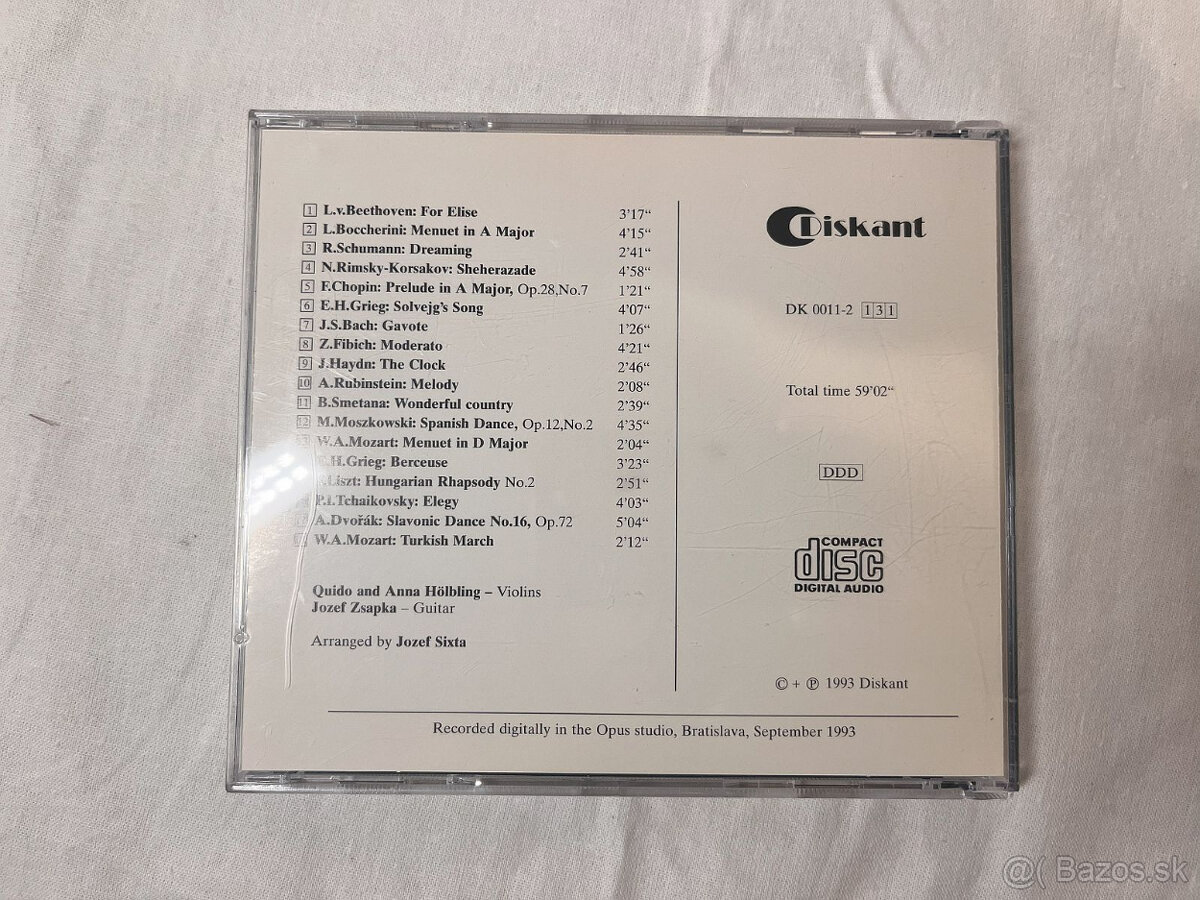 1 L.v.Beethoven: For Elise 3'17“
2 L.Boccherini: Menuet in A Major 4'15“
3 R.Schumann: Dreaming 2'41“
4 N.Rimsky-Korsakov: Sheherazade 4'58“
5 F.Chopin: Prelude in A Major, Op.28,No.7 1'21“
6 E.H.Grieg: Solvejg's Song 4'07“
7 J.S.Bach: Gavote 1'26“
8 Z.Fibich: Moderato 4'21“
9 J.Haydn: The Clock 2'46“
10 A.Rubinstein: Melody 2'08“
11 B.Smetana: Wonderful country 2'39“
12 M.Moszkowski: Spanish Dance, Op.12,No.2 4'35“
W.A.Mozart: Menuet in D Major 2'04“
E.H.Grieg: Berceuse 3'23“
Liszt: Hungarian Rhapsody No.2 2'51“
P.I.Tchaikovsky: Elegy 4'03“
A.Dvořák: Slavonic Dance No.16, Op.72 5'04“
W.A.Mozart: Turkish March 2'12“
Quido and Anna Hölbling – Violins
Jozef Zsapka – Guitar
Arranged by Jozef Sixta
Diskant
DK 0011-2 131
Total time 59'02“
DDD
COMPACT
disc
DIGITAL AUDIO
© + ℗ 1993 Diskant
Recorded digitally in the Opus studio, Bratislava, September 1993
@( Bazos.sk